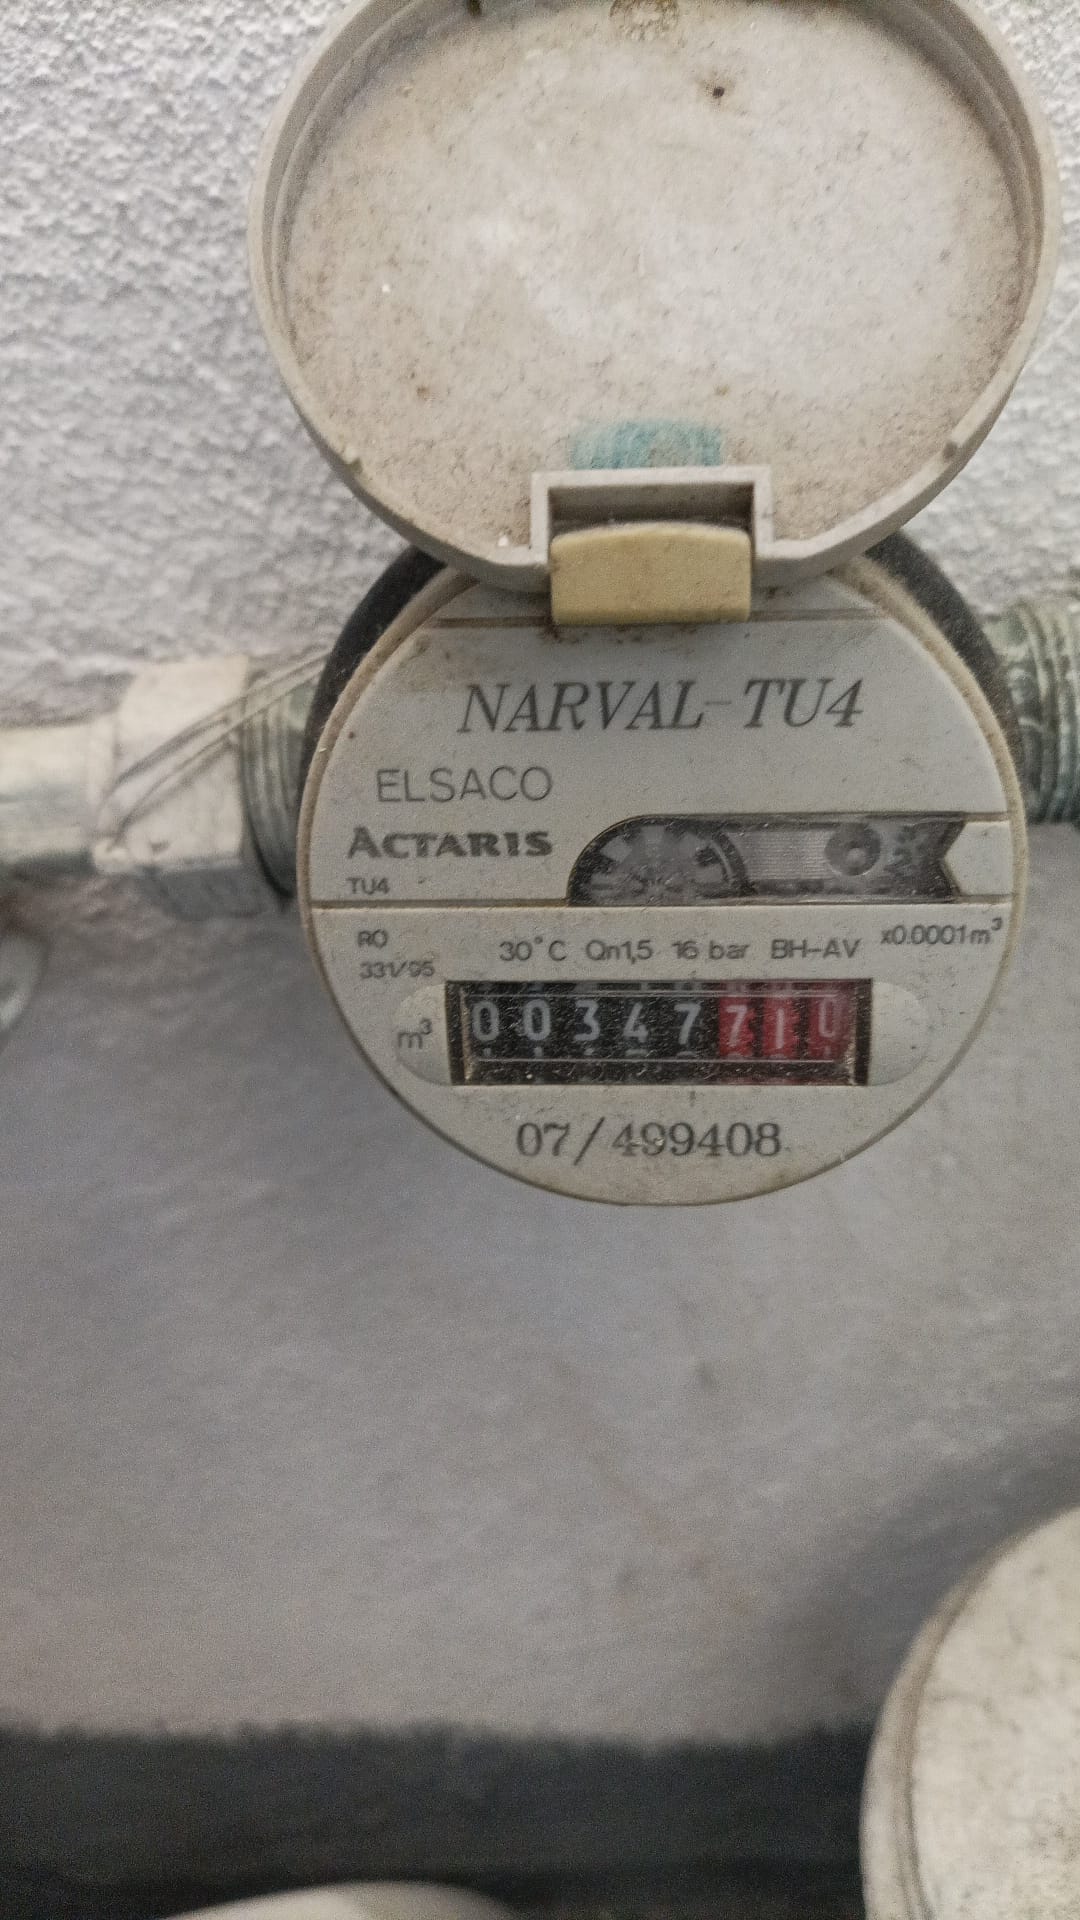 NARVAL-TU4
ELSACO
ACTARIS
TU4
RO
331/95
30°C Qn1,5 16 bar BH-AV
x0.0001m³
m³ 00347710
07/499408